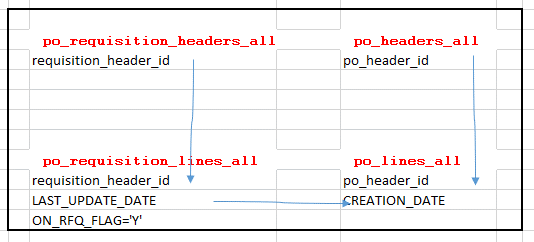 po_requisition_headers_all
requisition_header_id
po_headers_all
po_header_id
po_requisition_lines_all
requisition_header_id
LAST_UPDATE_DATE
ON_RFQ_FLAG='Y'
po_lines_all
po_header_id
CREATION_DATE